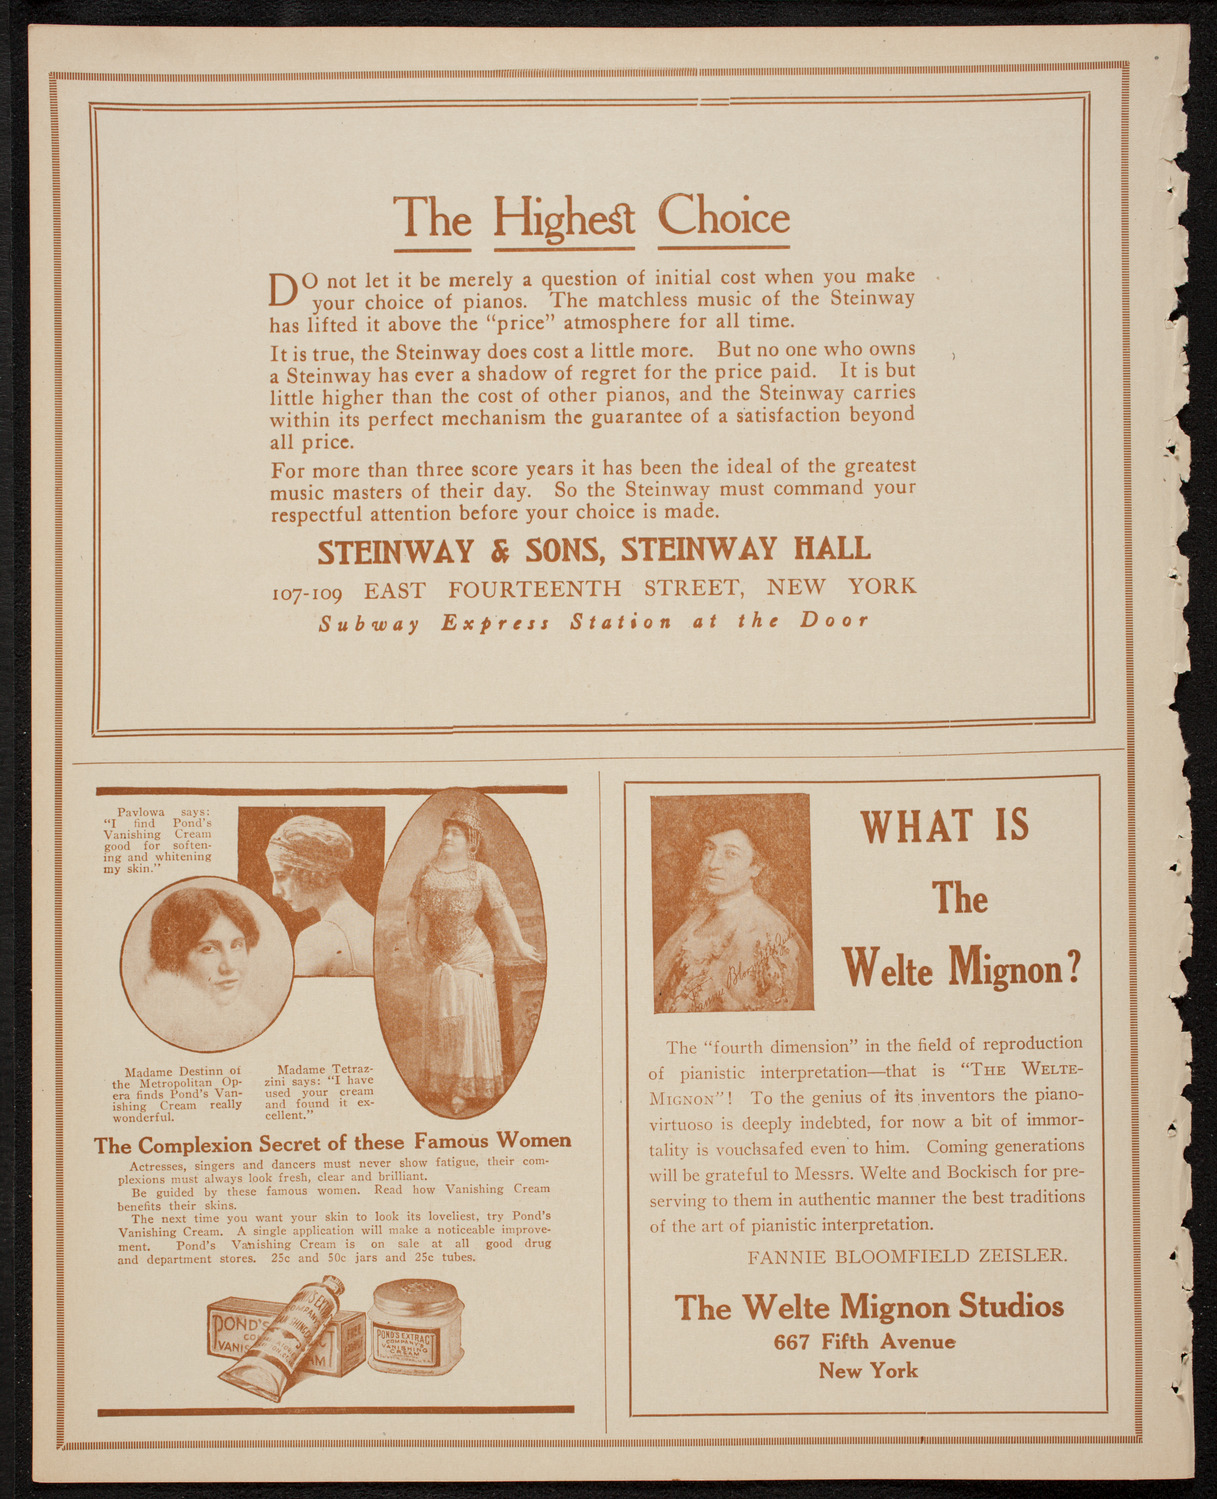 The Highest Choice
DO not let it be merely a question of initial cost when you make
your choice of pianos. The matchless music of the Steinway
has lifted it above the "price" atmosphere for all time.
It is true, the Steinway does cost a little more. But no one who owns
a Steinway has ever a shadow of regret for the price paid. It is but
little higher than the cost of other pianos, and the Steinway carries
within its perfect mechanism the guarantee of a satisfaction beyond
all price.
For more than three score years it has been the ideal of the greatest
music masters of their day. So the Steinway must command your
respectful attention before your choice is made.
STEINWAY & SONS, STEINWAY HALL
107-109 EAST FOURTEENTH STREET, NEW YORK
Subway Express Station at the Door
Pavlowa says:
"I find Pond's
Vanishing Cream
good for soften-
ing and whitening
my skin."
Madame Destinn of
the Metropolitan Op-
era finds Pond's Van-
ishing Cream really
wonderful.
Madame Tetraz-
zini says: "I have
used your cream
and found it ex-
cellent."
The Complexion Secret of these Famous Women
Actresses, singers and dancers must never show fatigue, their com-
plexions must always look fresh, clear and brilliant.
Be guided by these famous women. Read how Vanishing Cream
benefits their skins.
The next time you want your skin to look its loveliest, try Pond's
Vanishing Cream. A single application will make a noticeable improve-
ment. Pond's Vanishing Cream is on sale at all good drug
and department stores. 25c and 50c jars and 25c tubes.
POND'S
VANIS
POND'S EXTRACT
COMPANY'S
VANISHING
CREAM
WHAT IS
The
Welte Mignon?
The "fourth dimension" in the field of reproduction
of pianistic interpretation—that is "THE WELTE-
MIGNON"! To the genius of its inventors the piano-
virtuoso is deeply indebted, for now a bit of immor-
tality is vouchsafed even to him. Coming generations
will be grateful to Messrs. Welte and Bockisch for pre-
serving to them in authentic manner the best traditions
of the art of pianistic interpretation.
FANNIE BLOOMFIELD ZEISLER.
The Welte Mignon Studios
667 Fifth Avenue
New York